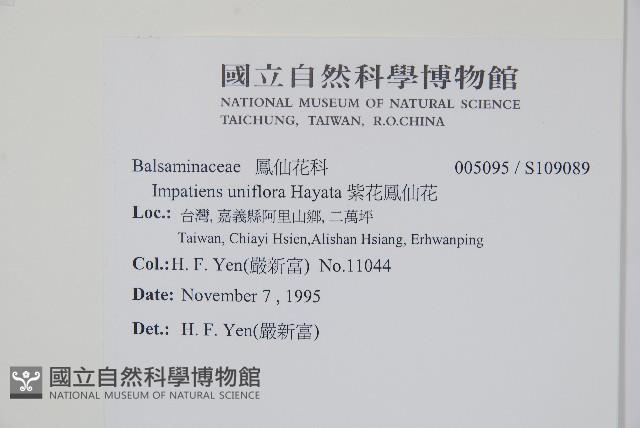 國立自然科學博物館
NATIONAL MUSEUM OF NATURAL SCIENCE
TAICHUNG, TAIWAN, R.O.CHINA
Balsaminaceae 鳳仙花科 005095 / S109089
Impatiens uniflora Hayata 紫花鳳仙花
Loc.: 台灣, 嘉義縣阿里山鄉, 二萬坪
Taiwan, Chiayi Hsien,Alishan Hsiang, Erhwanping
Col.:H. F. Yen(嚴新富) No.11044
Date: November 7 , 1995
Det.: H. F. Yen(嚴新富)
國立自然科學博物館
NATIONAL MUSEUM OF NATURAL SCIENCE